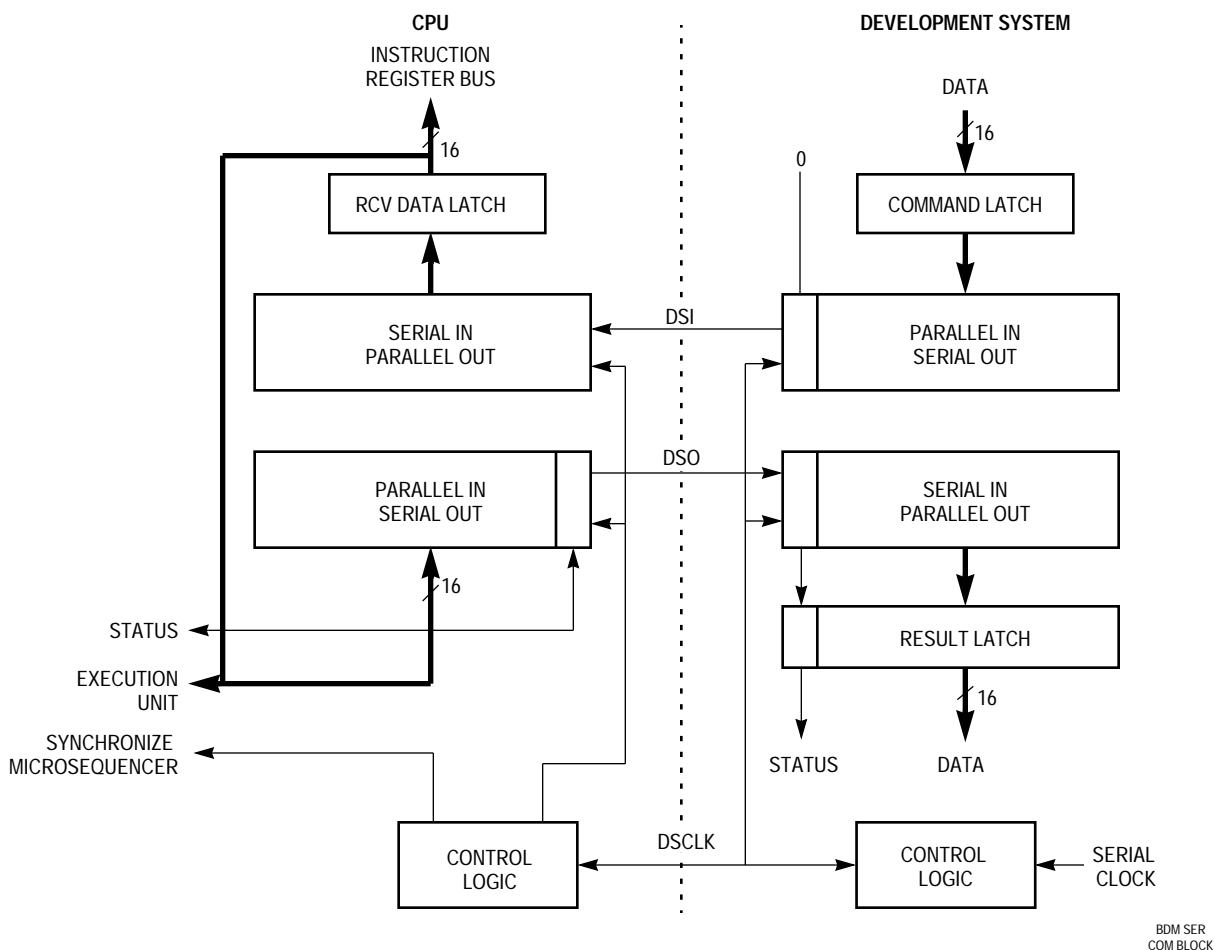 CPU
DEVELOPMENT SYSTEM
INSTRUCTION
REGISTER BUS
DATA
16
16
0
RCV DATA LATCH
COMMAND LATCH
DSI
SERIAL IN
PARALLEL OUT
PARALLEL IN
SERIAL OUT
DSO
PARALLEL IN
SERIAL OUT
SERIAL IN
PARALLEL OUT
16
STATUS
RESULT LATCH
EXECUTION
UNIT
16
SYNCHRONIZE
MICROSEQUENCER
STATUS
DATA
DSCLK
CONTROL
LOGIC
CONTROL
LOGIC
SERIAL
CLOCK
BDM SER
COM BLOCK